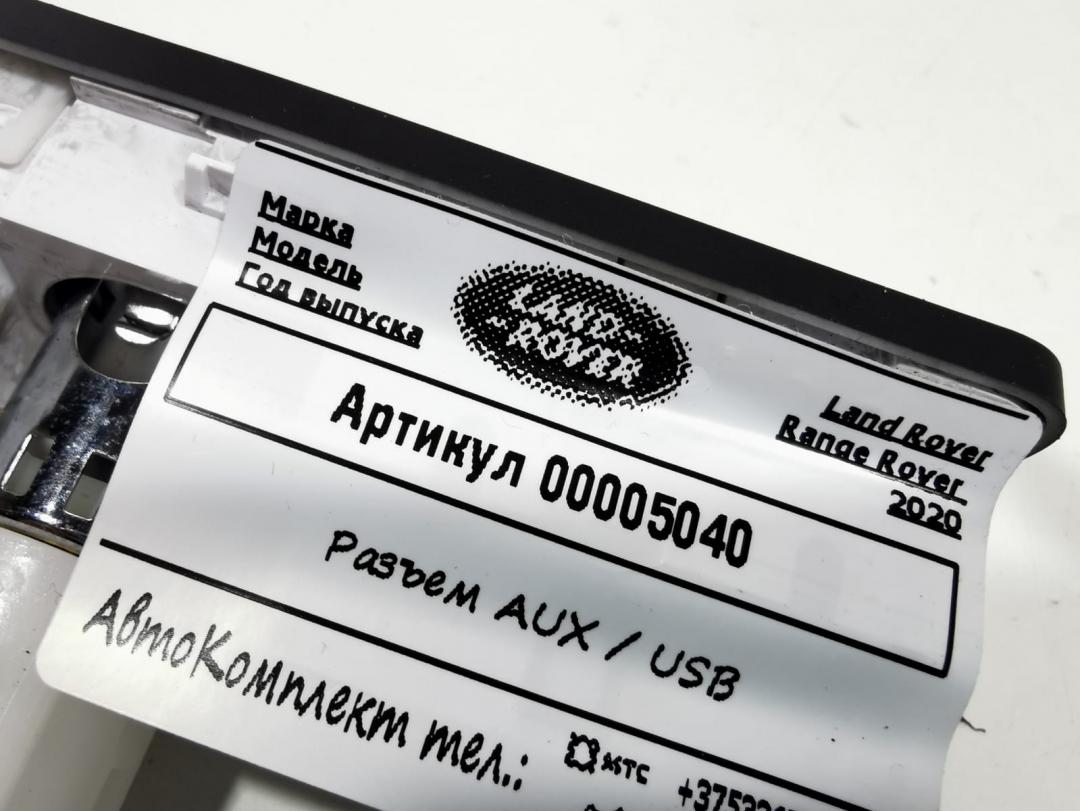 Марка
Модель
Год выпуска
LAND
ROVER
Land Rover
Range Rover
2020
Артикул 00005040
Разъем AUX / USB
АвтоКомплект тел.:
мтс